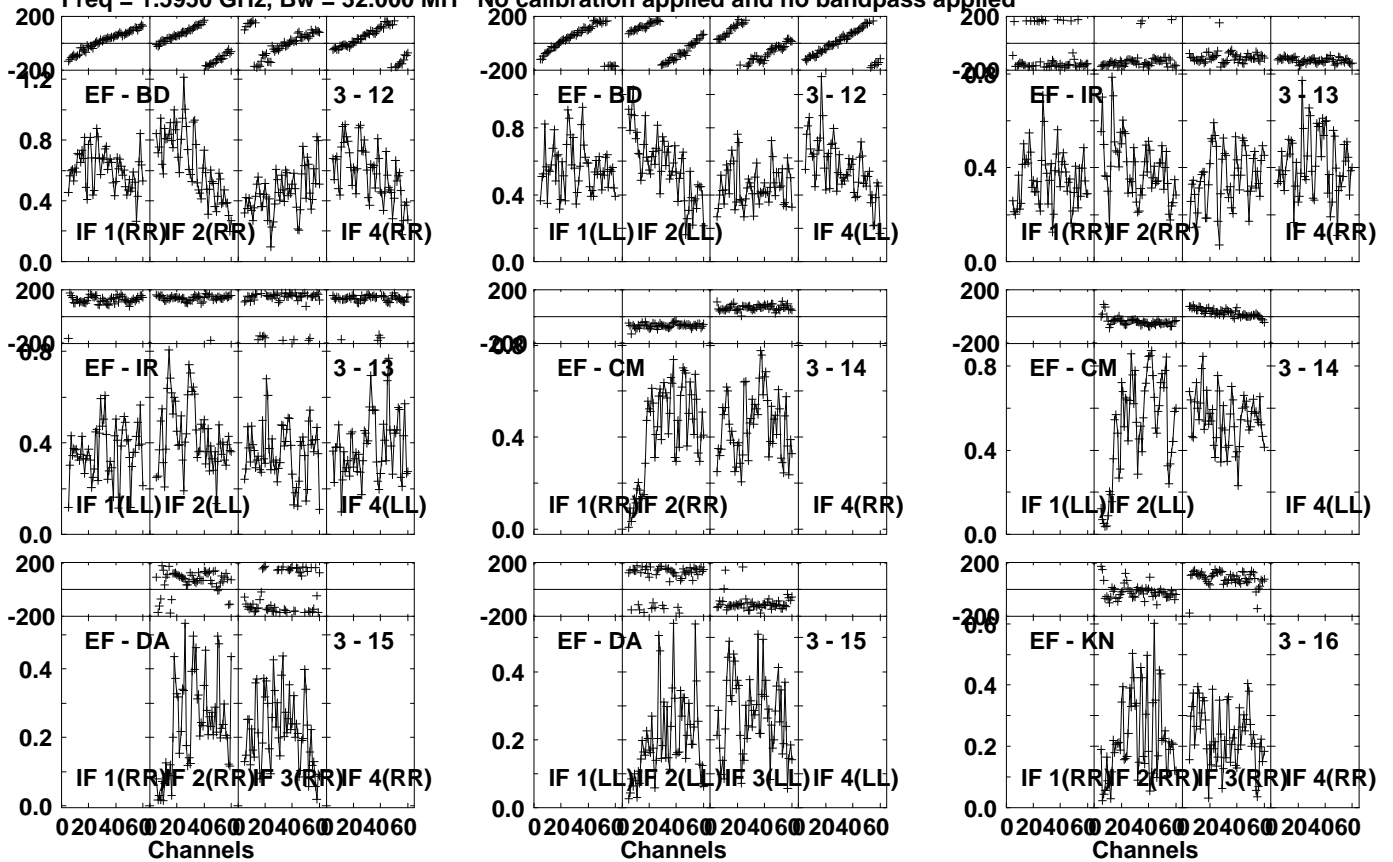 Freq = 1.5950 GHz, Bw = 32.000 MH No calibration applied and no bandpass applied
200 200 200
-200 -200 -200
1.2 0.8
EF - BD 3 - 12 EF - BD 3 - 12 EF - IR 3 - 13
0.8 0.8
0.4 0.4 0.4
IF 1(RR) IF 2(RR) IF 4(RR) IF 1(LL) IF 2(LL) IF 4(LL) IF 1(RR) IF 2(RR) IF 4(RR)
0.0 0.0 0.0
200 200 200
-200 -200 -200
0.8 0.8 0.8
EF - IR 3 - 13 EF - CM 3 - 14 EF - CM 3 - 14
0.4 0.4 0.4
IF 1(LL) IF 2(LL) IF 4(LL) IF 1(RR) IF 2(RR) IF 4(RR) IF 1(LL) IF 2(LL) IF 4(LL)
0.0 0.0 0.0
200 200 200
-200 -200 -200
0.6
EF - DA 3 - 15 EF - DA 3 - 15 EF - KN 3 - 16
0.4 0.4 0.4
0.2 0.2 0.2
IF 1(RR) IF 2(RR) IF 3(RR) IF 4(RR) IF 1(LL) IF 2(LL) IF 3(LL) IF 4(LL) IF 1(RR) IF 2(RR) IF 3(RR) IF 4(RR)
0.0 0.0 0.0
0 20 40 60 0 20 40 60 0 20 40 60 0 20 40 60 0 20 40 60 0 20 40 60 0 20 40 60 0 20 40 60 0 20 40 60 0 20 40 60 0 20 40 60 0 20 40 60
Channels Channels Channels